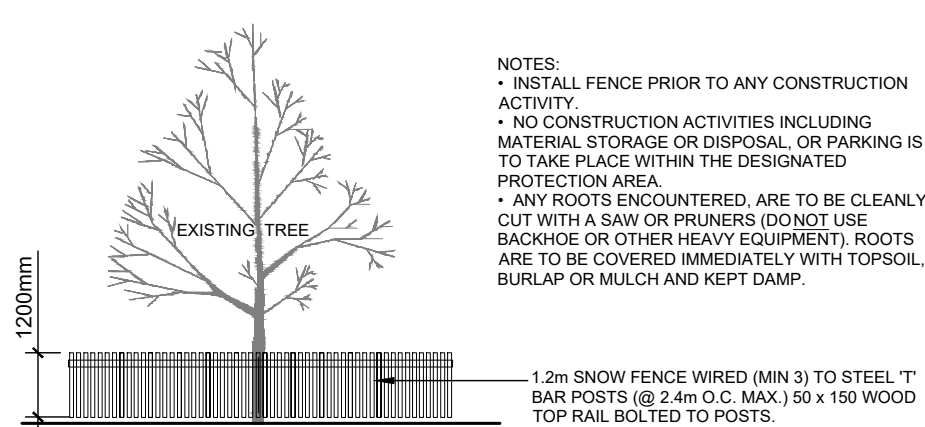 NOTES:
• INSTALL FENCE PRIOR TO ANY CONSTRUCTION
ACTIVITY.
• NO CONSTRUCTION ACTIVITIES INCLUDING
MATERIAL STORAGE OR DISPOSAL, OR PARKING IS
TO TAKE PLACE WITHIN THE DESIGNATED
PROTECTION AREA.
• ANY ROOTS ENCOUNTERED, ARE TO BE CLEANLY
CUT WITH A SAW OR PRUNERS (DO NOT USE
BACKHOE OR OTHER HEAVY EQUIPMENT). ROOTS
ARE TO BE COVERED IMMEDIATELY WITH TOPSOIL,
BURLAP OR MULCH AND KEPT DAMP.
EXISTING TREE
1200mm
1.2m SNOW FENCE WIRED (MIN 3) TO STEEL 'T'
BAR POSTS (@ 2.4m O.C. MAX.) 50 x 150 WOOD
TOP RAIL BOLTED TO POSTS.